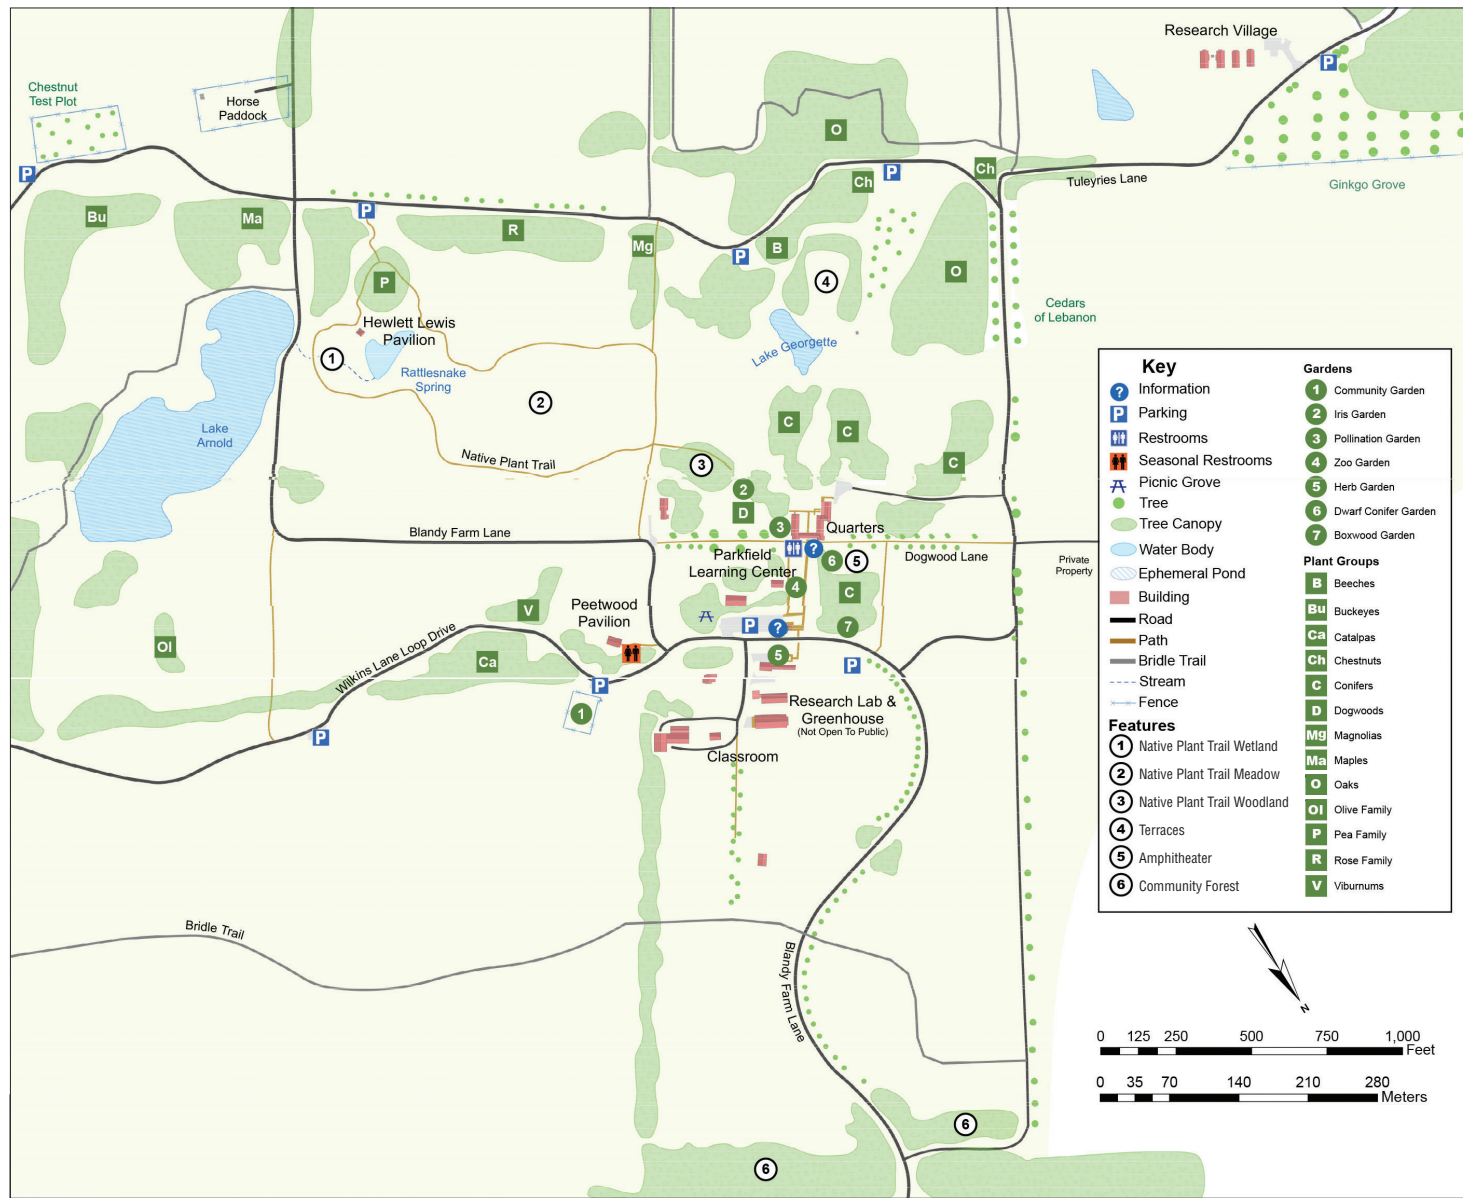 Research Village
P
Chestnut
Test Plot
Horse
Paddock
P
O
Ch
P
Ch
Tuleyries Lane
Ginkgo Grove
Bu
Ma
P
R
Mg
P
B
O
P
4
Cedars
of Lebanon
Hewlett Lewis
Pavilion
1
Rattlesnake
Spring
Lake Georgette
2
Lake
Arnold
C
C
C
Native Plant Trail
3
2
D
3
Quarters
Blandy Farm Lane
?
6
5
Dogwood Lane
Private
Property
Parkfield
Learning Center
4
C
Peetwood
Pavilion
V
P
?
7
Ol
Wilkins Lane Loop Drive
Ca
5
P
P
1
P
Research Lab &
Greenhouse
(Not Open To Public)
Classroom
Bridle Trail
Blandy Farm Lane
6
6
Key
? Information
P Parking
Restrooms
Seasonal Restrooms
Picnic Grove
Tree
Tree Canopy
Water Body
Ephemeral Pond
Building
Road
Path
Bridle Trail
Stream
Fence
Features
1 Native Plant Trail Wetland
2 Native Plant Trail Meadow
3 Native Plant Trail Woodland
4 Terraces
5 Amphitheater
6 Community Forest
Gardens
1 Community Garden
2 Iris Garden
3 Pollination Garden
4 Zoo Garden
5 Herb Garden
6 Dwarf Conifer Garden
7 Boxwood Garden
Plant Groups
B Beeches
Bu Buckeyes
Ca Catalpas
Ch Chestnuts
C Conifers
D Dogwoods
Mg Magnolias
Ma Maples
O Oaks
Ol Olive Family
P Pea Family
R Rose Family
V Viburnums
N
0 125 250 500 750 1,000
Feet
0 35 70 140 210 280
Meters